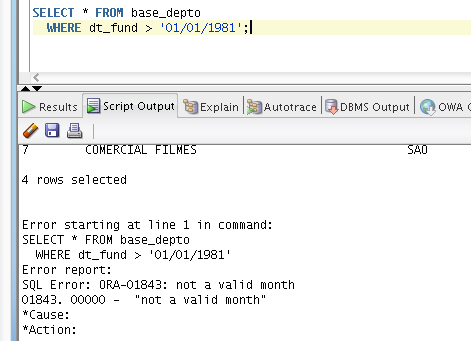 SELECT * FROM base_depto
WHERE dt_fund > '01/01/1981';
Results Script Output Explain Autotrace DBMS Output OWA
7 COMERCIAL FILMES SAO
4 rows selected
Error starting at line 1 in command:
SELECT * FROM base_depto
WHERE dt_fund > '01/01/1981'
Error report:
SQL Error: ORA-01843: not a valid month
01843. 00000 - "not a valid month"
*Cause:
*Action: